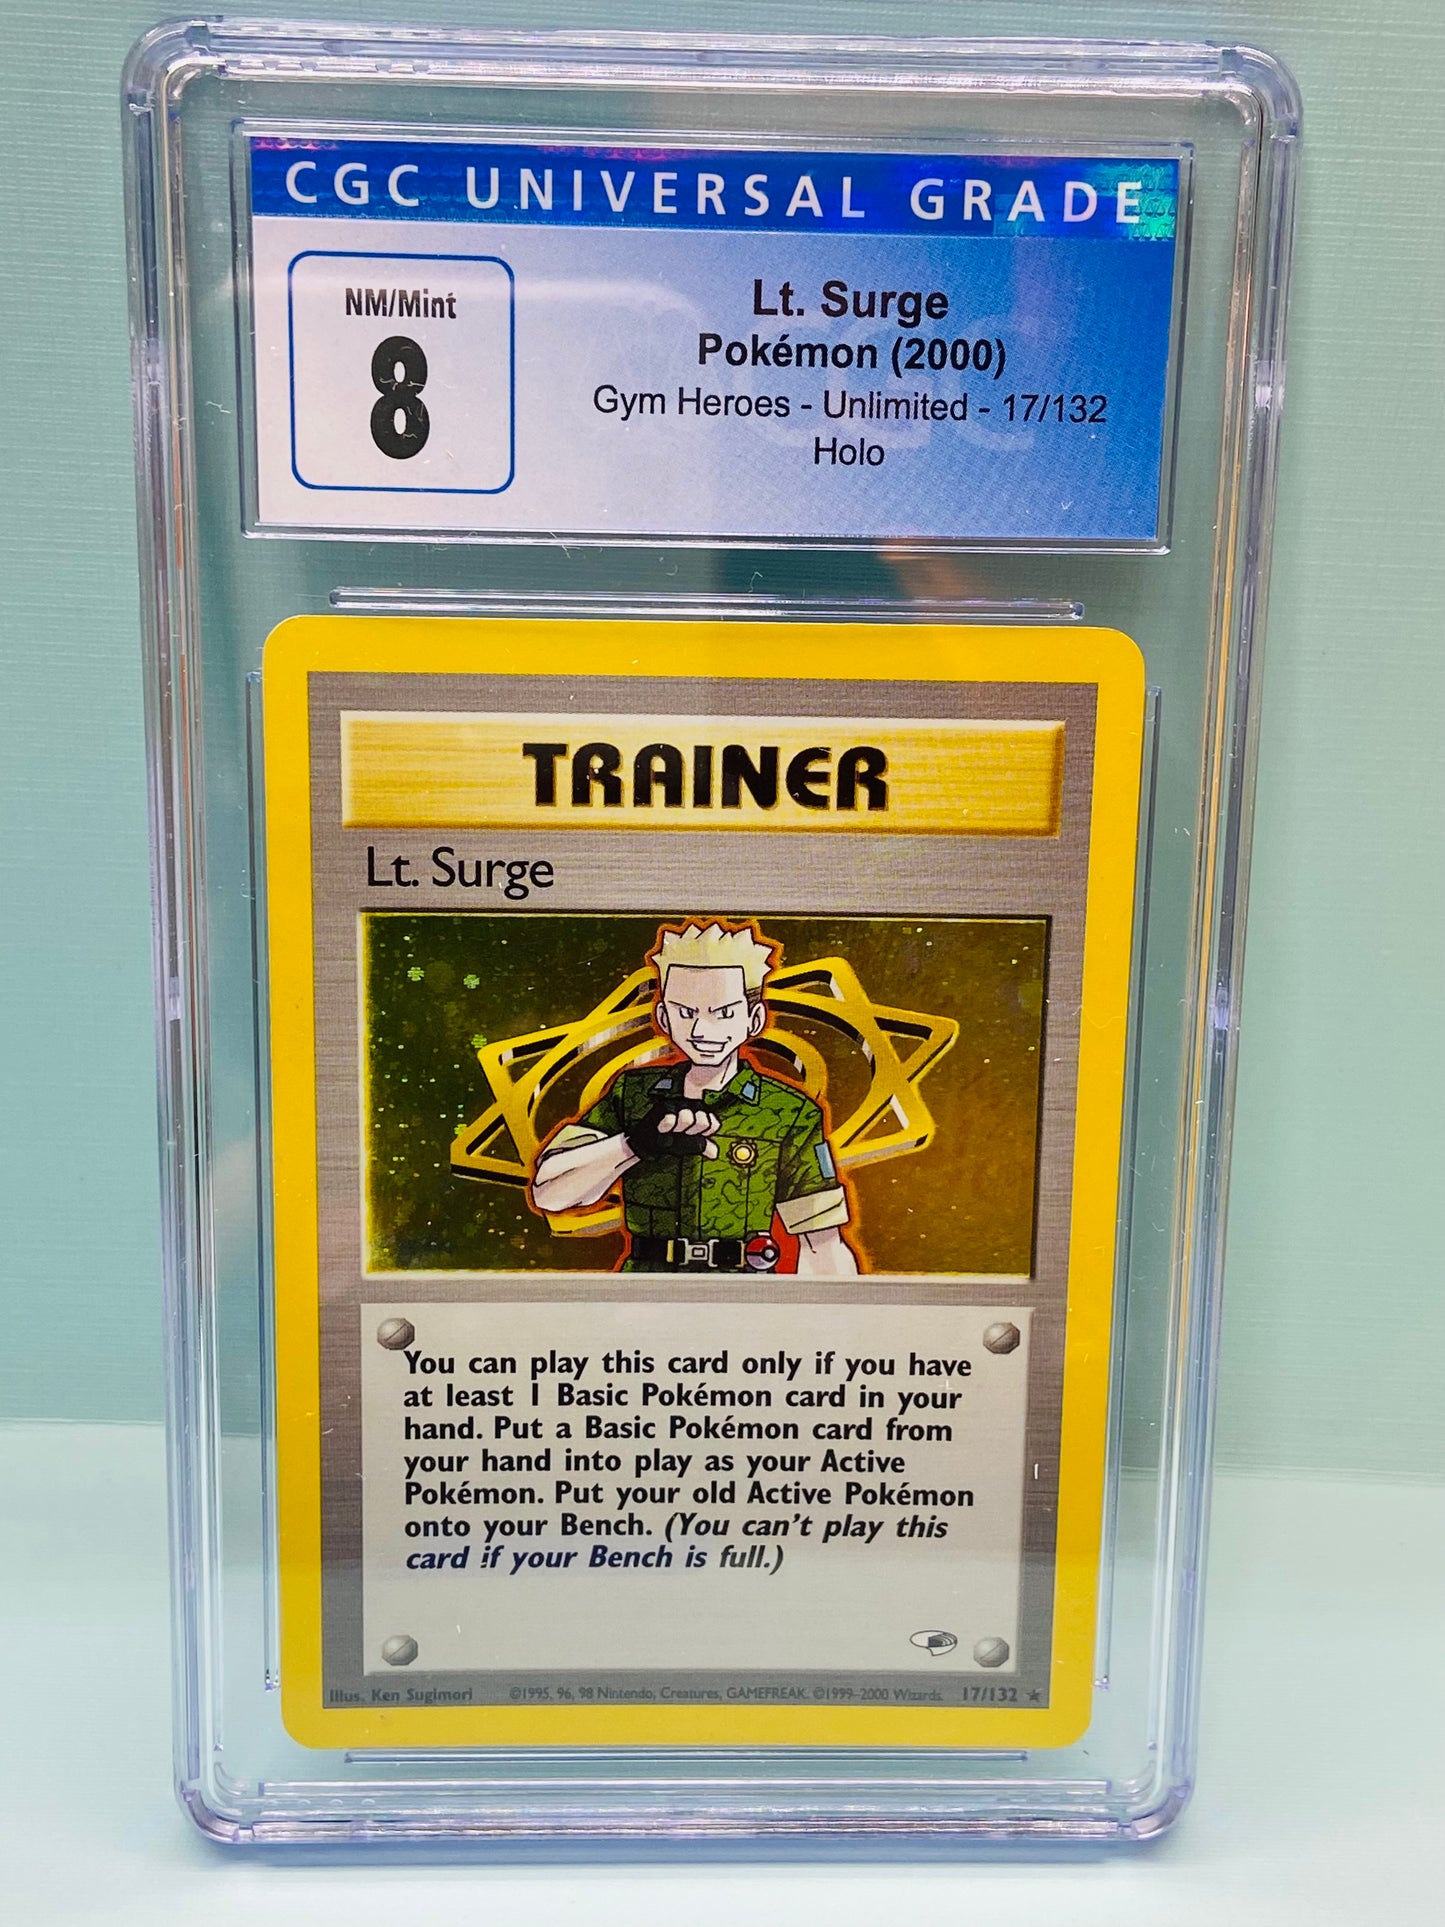 CGC UNIVERSAL GRADE
NM/Mint
8
Lt. Surge
Pokémon (2000)
Gym Heroes - Unlimited - 17/132
Holo
TRAINER
Lt. Surge
You can play this card only if you have
at least 1 Basic Pokémon card in your
hand. Put a Basic Pokémon card from
your hand into play as your Active
Pokémon. Put your old Active Pokémon
onto your Bench. (You can't play this
card if your Bench is full.)
Illus. Ken Sugimori ©1995, 96, 98 Nintendo, Creatures, GAMEFREAK. ©1999-2000 Wizards. 17/132 ★